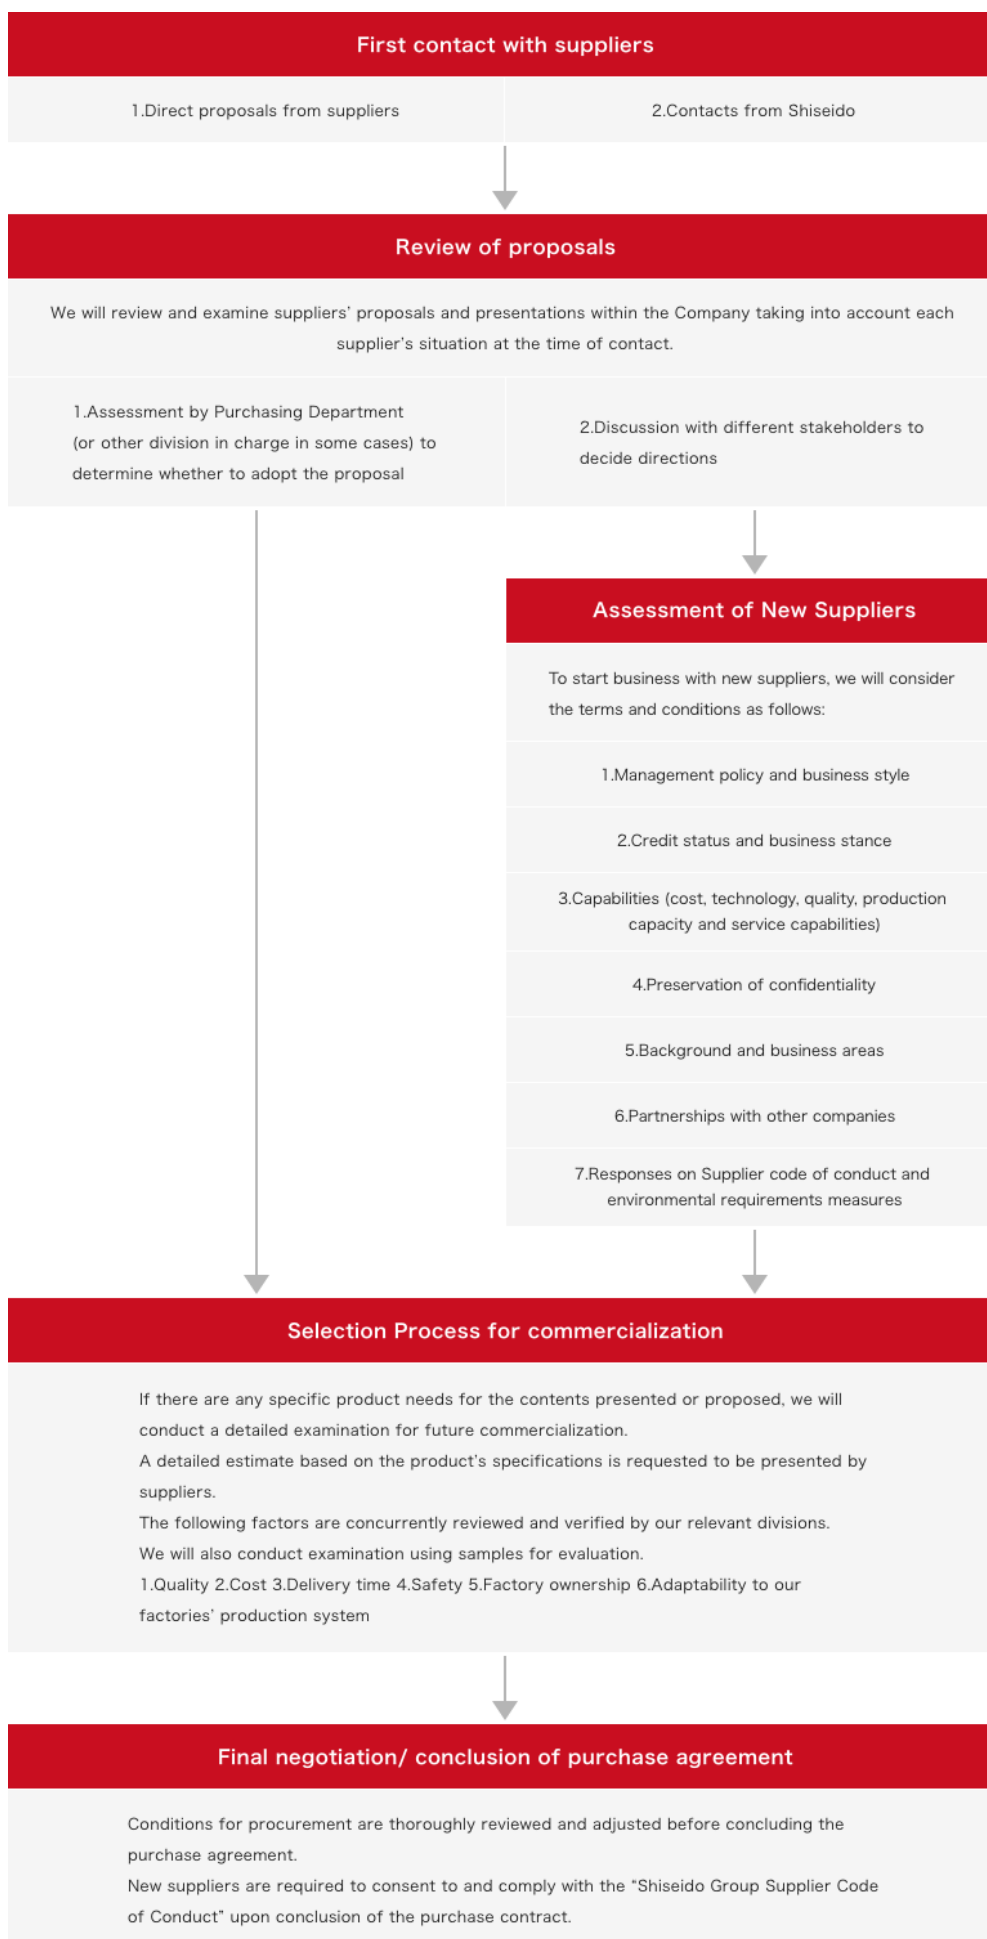 First contact with suppliers
1.Direct proposals from suppliers
2.Contacts from Shiseido
Review of proposals
We will review and examine suppliers’ proposals and presentations within the Company taking into account each
supplier’s situation at the time of contact.
1.Assessment by Purchasing Department
(or other division in charge in some cases) to
determine whether to adopt the proposal
2.Discussion with different stakeholders to
decide directions
Assessment of New Suppliers
To start business with new suppliers, we will consider
the terms and conditions as follows:
1.Management policy and business style
2.Credit status and business stance
3.Capabilities (cost, technology, quality, production
capacity and service capabilities)
4.Preservation of confidentiality
5.Background and business areas
6.Partnerships with other companies
7.Responses on Supplier code of conduct and
environmental requirements measures
Selection Process for commercialization
If there are any specific product needs for the contents presented or proposed, we will
conduct a detailed examination for future commercialization.
A detailed estimate based on the product’s specifications is requested to be presented by
suppliers.
The following factors are concurrently reviewed and verified by our relevant divisions.
We will also conduct examination using samples for evaluation.
1.Quality 2.Cost 3.Delivery time 4.Safety 5.Factory ownership 6.Adaptability to our
factories’ production system
Final negotiation/ conclusion of purchase agreement
Conditions for procurement are thoroughly reviewed and adjusted before concluding the
purchase agreement.
New suppliers are required to consent to and comply with the “Shiseido Group Supplier Code
of Conduct” upon conclusion of the purchase contract.